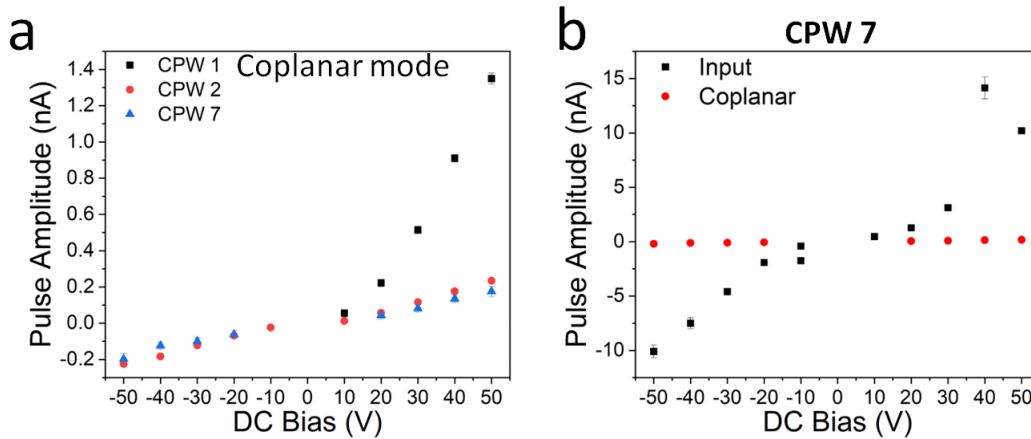 a
Coplanar mode
CPW 1
CPW 2
CPW 7
Pulse Amplitude (nA)
1.4
1.2
1.0
0.8
0.6
0.4
0.2
0.0
-0.2
-50 -40 -30 -20 -10 0 10 20 30 40 50
DC Bias (V)
b
CPW 7
Input
Coplanar
Pulse Amplitude (nA)
15
10
5
0
-5
-10
-50 -40 -30 -20 -10 0 10 20 30 40 50
DC Bias (V)